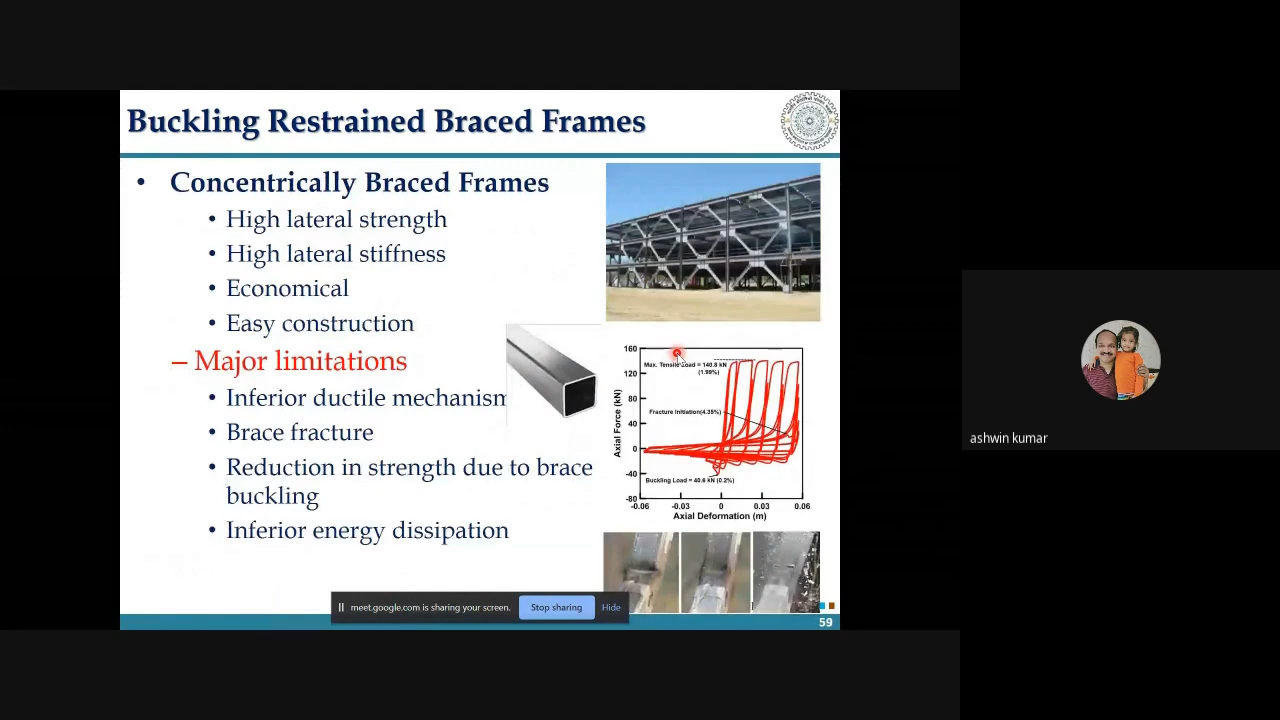 Buckling Restrained Braced Frames
• Concentrically Braced Frames
• High lateral strength
• High lateral stiffness
• Economical
• Easy construction
– Major limitations
• Inferior ductile mechanism
• Brace fracture
• Reduction in strength due to brace
buckling
• Inferior energy dissipation
160
120
80
40
0
-40
-80
Axial Force (kN)
Max. Tensile Load = 140.8 kN
(1.99%)
Fracture Initiation(4.35%)
Buckling Load = 40.6 kN (0.2%)
-0.06 -0.03 0 0.03 0.06
Axial Deformation (m)
meet.google.com is sharing your screen.
Stop sharing
Hide
59
ashwin kumar